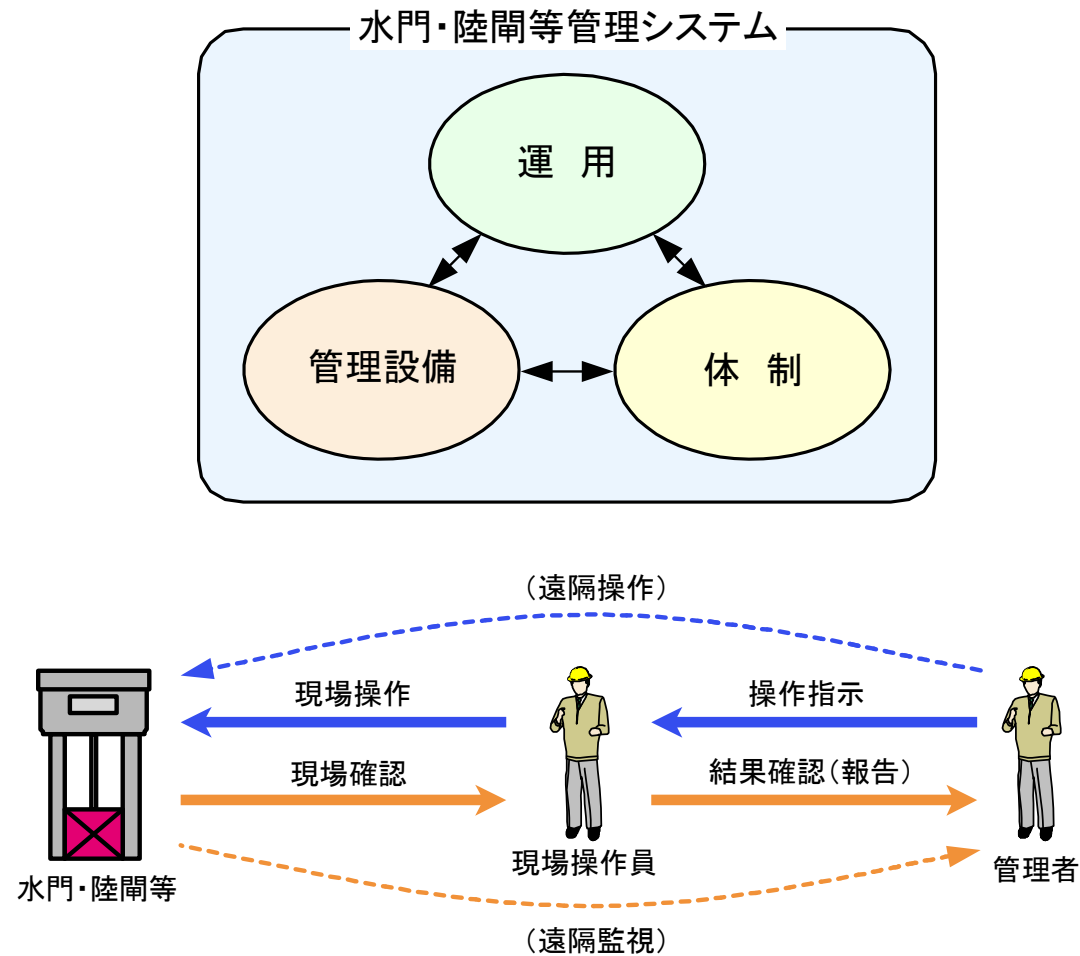 水門・陸閘等管理システム
運　用
管理設備
体　制
（遠隔操作）
現場操作
操作指示
現場確認
結果確認（報告）
現場操作員
管理者
水門・陸閘等
（遠隔監視）